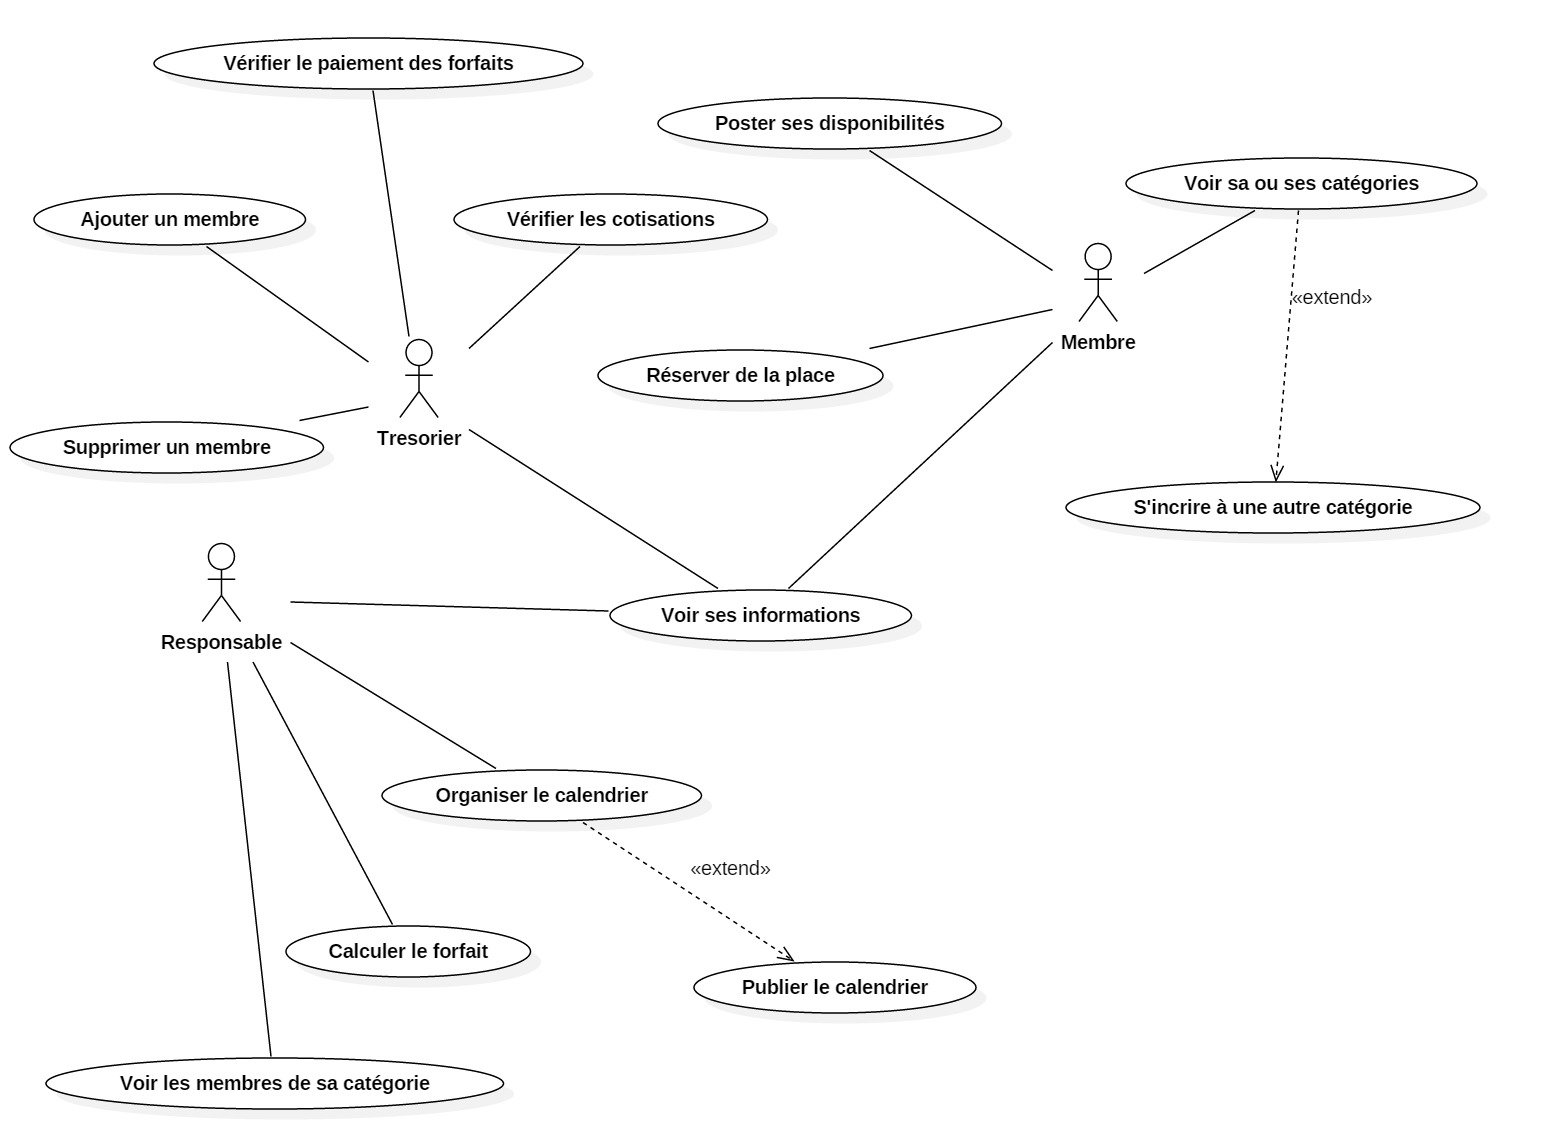 Vérifier le paiement des forfaits
Poster ses disponibilités
Voir sa ou ses catégories
Ajouter un membre
Vérifier les cotisations
«extend»
Membre
Réserver de la place
Tresorier
Supprimer un membre
S'incrire à une autre catégorie
Voir ses informations
Responsable
Organiser le calendrier
«extend»
Calculer le forfait
Publier le calendrier
Voir les membres de sa catégorie